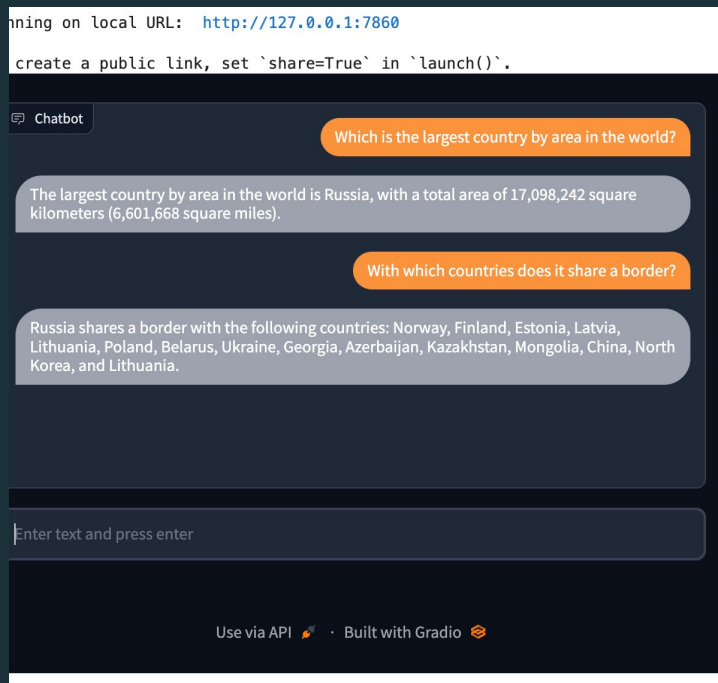 nning on local URL: http://127.0.0.1:7860
create a public link, set `share=True` in `launch()`.
Chatbot
Which is the largest country by area in the world?
The largest country by area in the world is Russia, with a total area of 17,098,242 square
kilometers (6,601,668 square miles).
With which countries does it share a border?
Russia shares a border with the following countries: Norway, Finland, Estonia, Latvia,
Lithuania, Poland, Belarus, Ukraine, Georgia, Azerbaijan, Kazakhstan, Mongolia, China, North
Korea, and Lithuania.
Enter text and press enter
Use via API · Built with Gradio